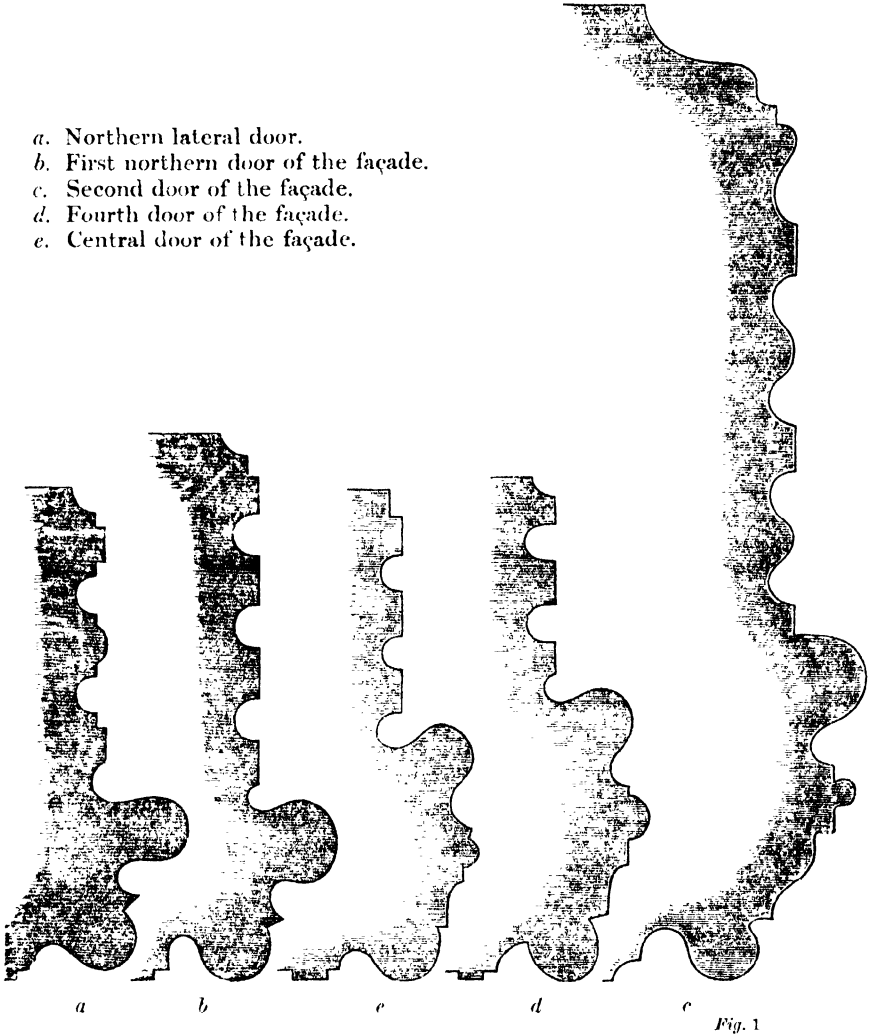 a. Northern lateral door.
b. First northern door of the façade.
c. Second door of the façade.
d. Fourth door of the façade.
e. Central door of the façade.
a b c d e
Fig. 1